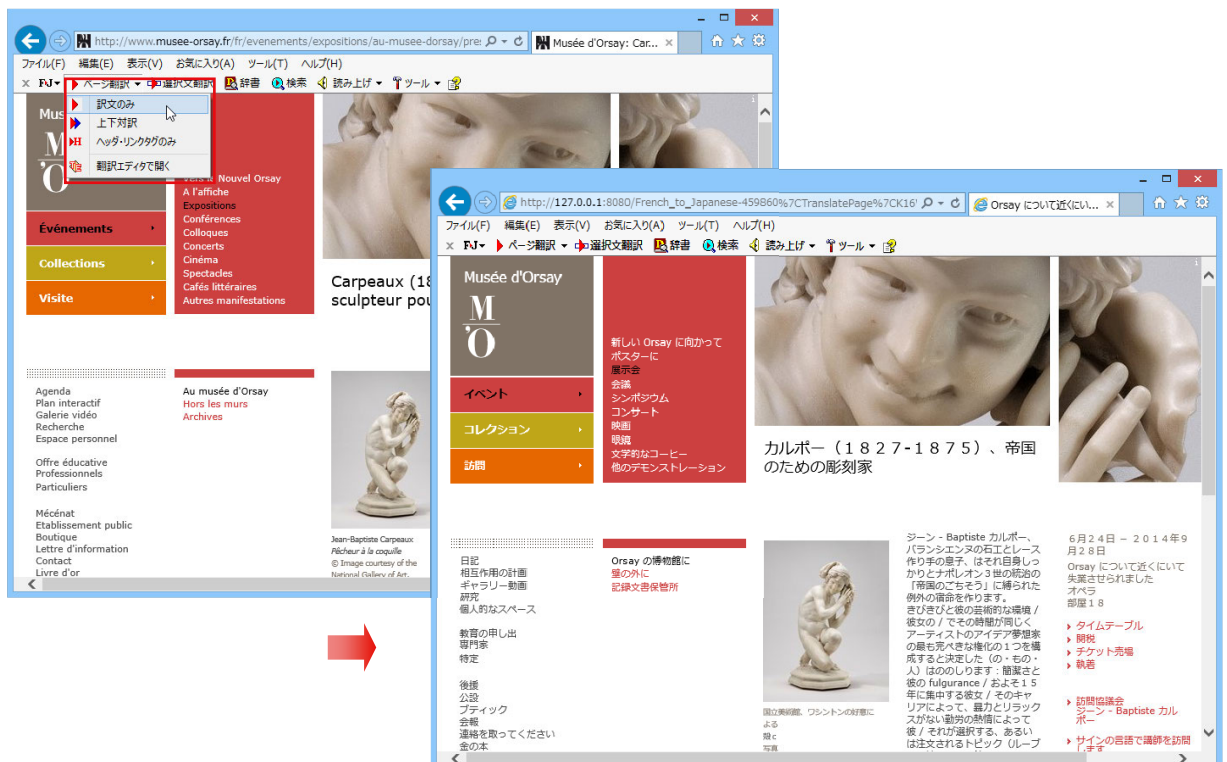 http://www.musee-orsay.fr/fr/evenements/expositions/au-musee-dorsay/pre:
Musée d'Orsay: Car...
ファイル(F) 編集(E) 表示(V) お気に入り(A) ツール(T) ヘルプ(H)
ページ翻訳 選択文翻訳 辞書 検索 読み上げ ツール
訳文のみ
上下対訳
ヘッダ・リンクタグのみ
翻訳エディタで開く
M
'O
Événements
Collections
Visite
Nouvel Orsay
A l'affiche
Expositions
Conférences
Colloques
Concerts
Cinéma
Spectacles
Cafés littéraires
Autres manifestations
Carpeaux (18
sculpteur pou
Agenda
Plan interactif
Galerie vidéo
Recherche
Espace personnel
Offre éducative
Professionnels
Particuliers
Mécénat
Etablissement public
Boutique
Lettre d'information
Contact
Livre d'or
Au musée d'Orsay
Hors les murs
Archives
Jean-Baptiste Carpeaux
Pêcheur à la coquille
© Image courtesy of the
National Gallery of Art,
http://127.0.0.1:8080/French_to_Japanese-459860%7CTranslatePage%7CK16'
Orsay について近くにい...
ファイル(F) 編集(E) 表示(V) お気に入り(A) ツール(T) ヘルプ(H)
ページ翻訳 選択文翻訳 辞書 検索 読み上げ ツール
Musée d'Orsay
M
'O
イベント
コレクション
訪問
新しい Orsay に向かって
ポスターに
展示会
会議
シンポジウム
コンサート
映画
眼鏡
文学的なコーヒー
他のデモンストレーション
カルポー（１８２７-１８７５）、帝国
のための彫刻家
日記
相互作用の計画
ギャラリー動画
研究
個人的なスペース
教育の申し出
専門家
特定
後援
公設
ブティック
会報
連絡を取ってください
金の本
Orsay の博物館に
壁の外に
記録文書保管所
国立美術館、ワシントンの好意に
よる
殻 c
写真
ジーン - Baptiste カルポー、
バランシエンヌの石工とレース
作り手の息子、はそれ自身しっ
かりとナポレオン３世の統治の
「帝国のごちそう」に縛られた
例外の宿命を作ります。
きびきびと彼の芸術的な環境 /
彼女の / でその時間が同じく
アーティストのアイデア夢想家
の最も完ぺきな権化の１つを構
成すると決定した（の・もの・
人）はののしります：簡潔さと
彼の fulgurance / およそ１５
年に集中する彼女 / そのキャ
リアによって、暴力とリラック
スがない勤労の熱情によって
彼 / それが選択する、あるい
は注文されるトピック（ループ
６月２４日 – ２０１４年９
月２８日
Orsay について近くにいて
失業させられました
オペラ
部屋１８
タイムテーブル
関税
チケット売場
執着
訪問協議会
ジーン - Baptiste カル
ポー
サインの言語で講師を訪問
します